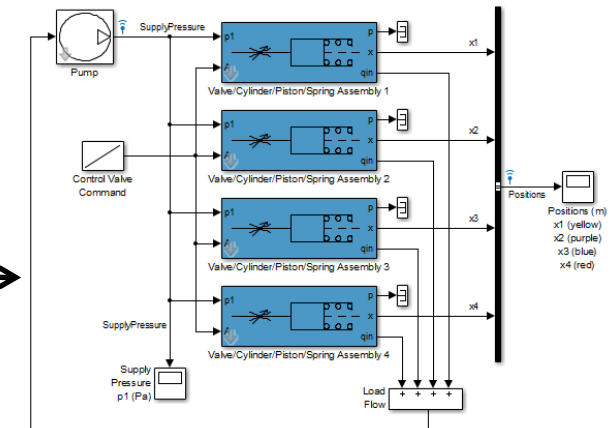 SupplyPressure
Pump
p1
A
p
x
qin
Valve/Cylinder/Piston/Spring Assembly 1
x1
Control Valve
Command
p1
A
p
x
qin
Valve/Cylinder/Piston/Spring Assembly 2
x2
p1
A
p
x
qin
Valve/Cylinder/Piston/Spring Assembly 3
x3
p1
A
p
x
qin
Valve/Cylinder/Piston/Spring Assembly 4
x4
Positions
Positions (m)
x1 (yellow)
x2 (purple)
x3 (blue)
x4 (red)
SupplyPressure
Supply
Pressure
p1 (Pa)
Load
Flow
+ + + +